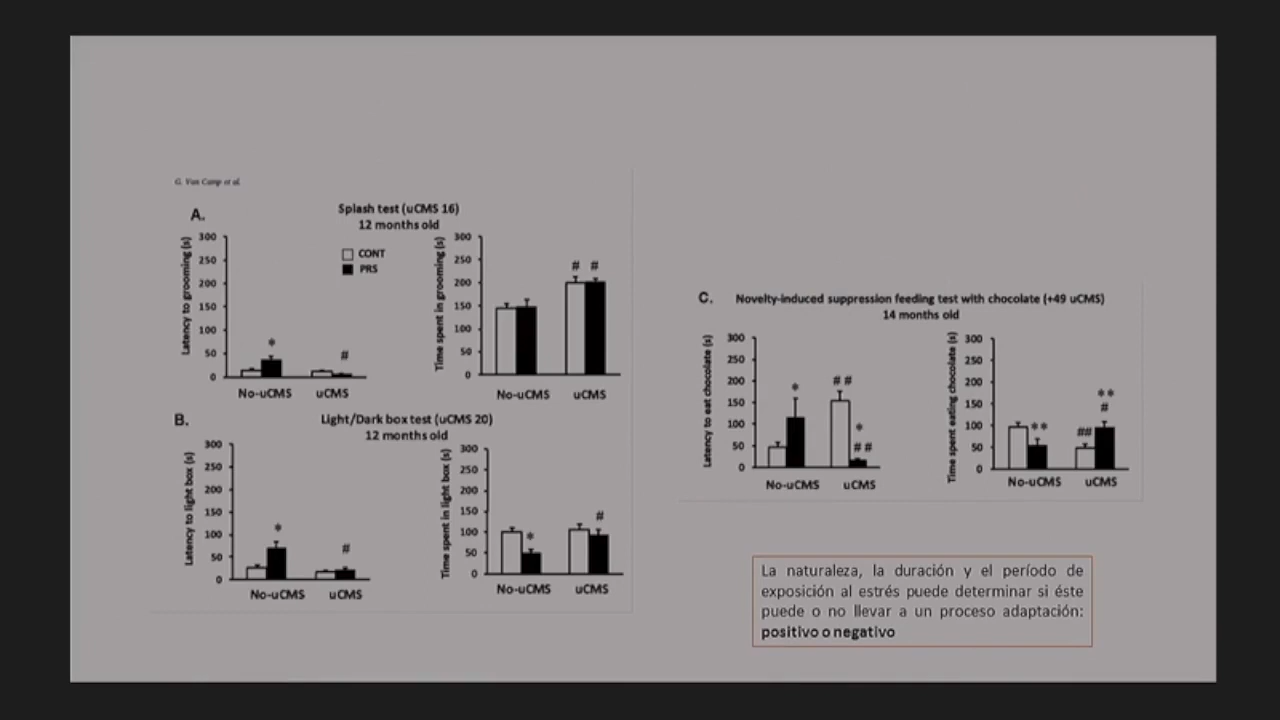 G. Van Camp et al.
A.
Splash test (uCMS 16)
12 months old
Latency to grooming (s)
300
250
200
150
100
50
0
CONT
PRS
*
#
No-uCMS
uCMS
Time spent in grooming (s)
300
250
200
150
100
50
0
# #
No-uCMS
uCMS
B.
Light/Dark box test (uCMS 20)
12 months old
Latency to light box (s)
300
250
200
150
100
50
0
*
#
No-uCMS
uCMS
Time spent in light box (s)
300
250
200
150
100
50
0
*
#
No-uCMS
uCMS
C.
Novelty-induced suppression feeding test with chocolate (+49 uCMS)
14 months old
Latency to eat chocolate (s)
300
250
200
150
100
50
0
*
##
*
##
No-uCMS
uCMS
Time spent eating chocolate (s)
300
250
200
150
100
50
0
**
##
**
#
No-uCMS
uCMS
La naturaleza, la duración y el período de
exposición al estrés puede determinar si éste
puede o no llevar a un proceso adaptación:
positivo o negativo